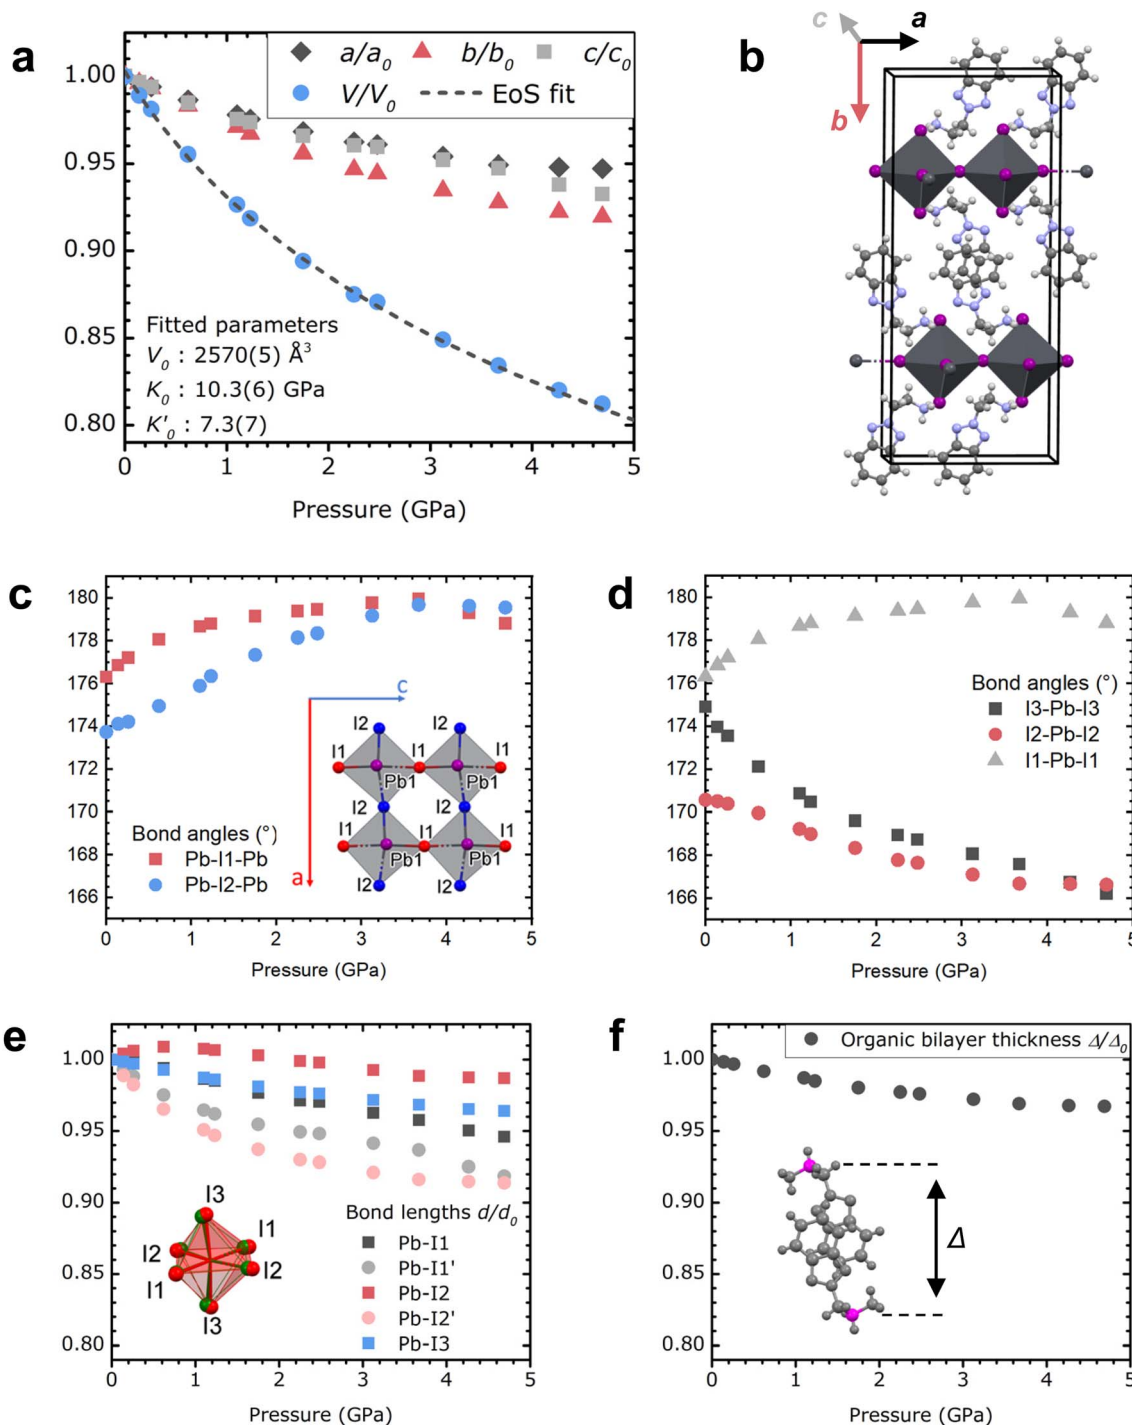 a
a/a0 b/b0 c/c0
V/V0 EoS fit
1.00
0.95
0.90
0.85
0.80
Fitted parameters
V0 : 2570(5) Å³
K0 : 10.3(6) GPa
K'0 : 7.3(7)
0 1 2 3 4 5
Pressure (GPa)
b
c
a
b
c
180
178
176
174
172
170
168
166
c
a
I2 I2
I1 I1 I1
Pb1 Pb1
I2 I2
I1 I1 I1
Pb1 Pb1
I2 I2
Bond angles (°)
Pb-I1-Pb
Pb-I2-Pb
0 1 2 3 4 5
Pressure (GPa)
d
180
178
176
174
172
170
168
166
Bond angles (°)
I3-Pb-I3
I2-Pb-I2
I1-Pb-I1
0 1 2 3 4 5
Pressure (GPa)
e
1.00
0.95
0.90
0.85
0.80
I3
I1
I2
I2
I1
I3
Bond lengths d/d0
Pb-I1
Pb-I1'
Pb-I2
Pb-I2'
Pb-I3
0 1 2 3 4 5
Pressure (GPa)
f
Organic bilayer thickness Δ/Δ0
1.00
0.95
0.90
0.85
0.80
Δ
0 1 2 3 4 5
Pressure (GPa)